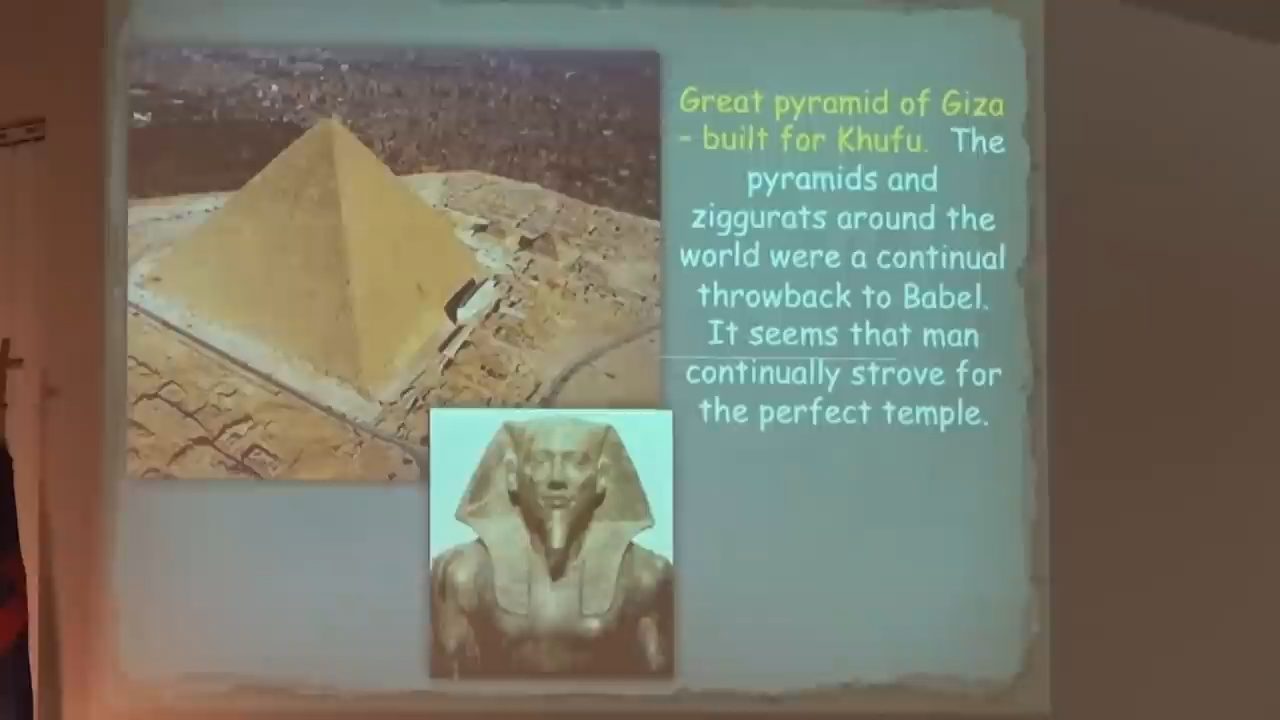 Great pyramid of Giza
- built for Khufu. The
pyramids and
ziggurats around the
world were a continual
throwback to Babel.
It seems that man
continually strove for
the perfect temple.